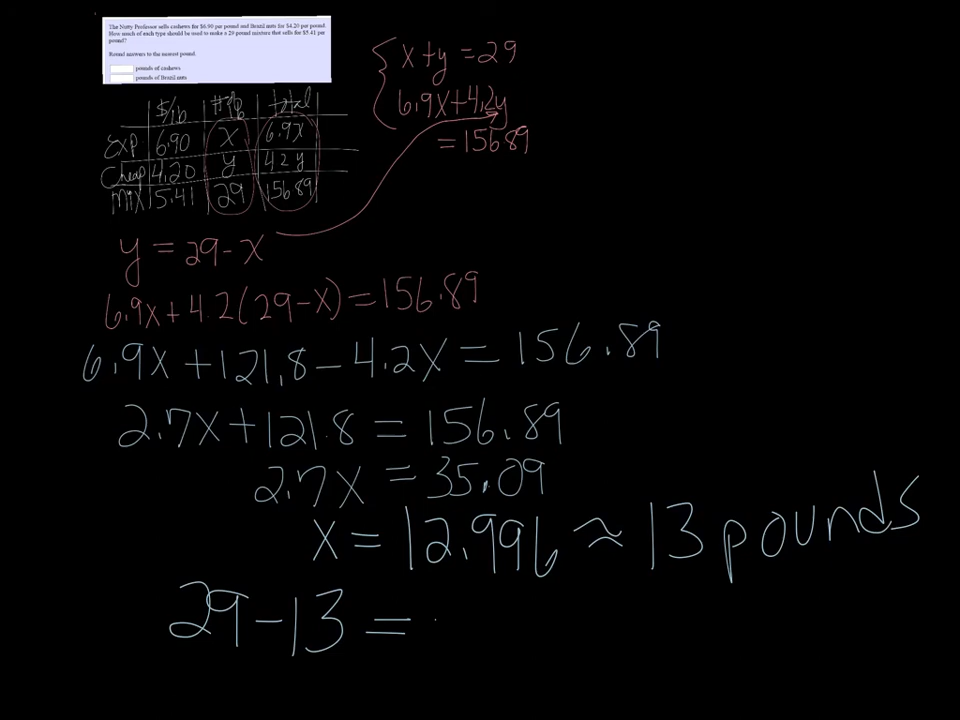 The Nutty Professor sells cashews for $6.90 per pound and Brazil nuts for $4.20 per pound.
How much of each type should be used to make a 29 pound mixture that sells for $5.41 per
pound?
Round answers to the nearest pound.
pounds of cashews
pounds of Brazil nuts
$/lb #lb total
Exp 6.90 x 6.9x
Cheap 4.20 y 4.2y
Mix 5.41 29 156.89
x+y=29
6.9x+4.2y
=156.89
y=29-x
6.9x+4.2(29-x)=156.89
6.9x+121.8-4.2x=156.89
2.7x+121.8=156.89
2.7x=35.09
x=12.996≈13 pounds
29-13=